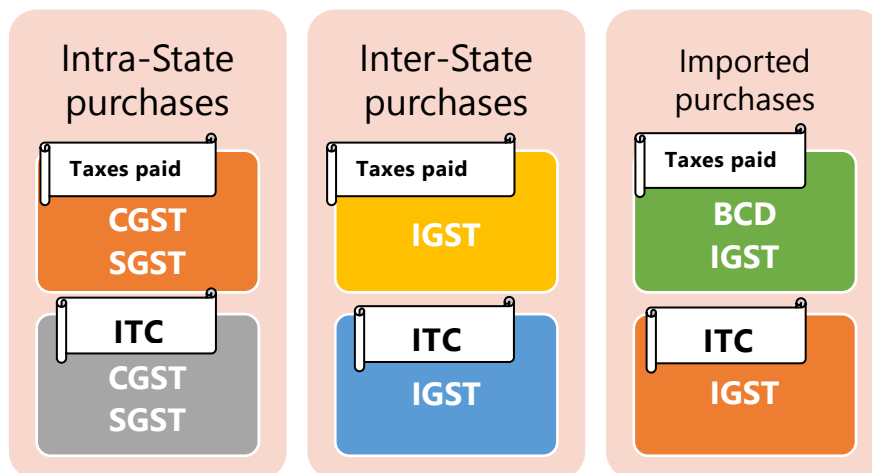 Intra-State
purchases
Taxes paid
CGST
SGST
ITC
CGST
SGST
Inter-State
purchases
Taxes paid
IGST
ITC
IGST
Imported
purchases
Taxes paid
BCD
IGST
ITC
IGST